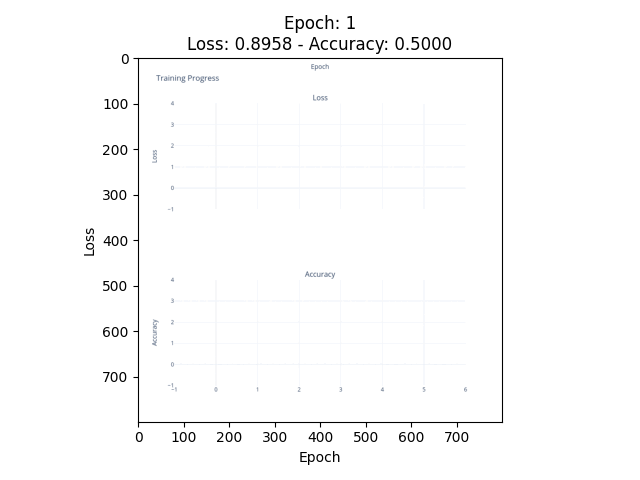 Epoch: 1
Loss: 0.8958 - Accuracy: 0.5000
0
100
200
300
400
500
600
700
Loss
Epoch
Training Progress
Loss
4
3
2
1
0
−1
Loss
Accuracy
4
3
2
1
0
−1
Accuracy
−1 0 1 2 3 4 5 6
0 100 200 300 400 500 600 700
Epoch